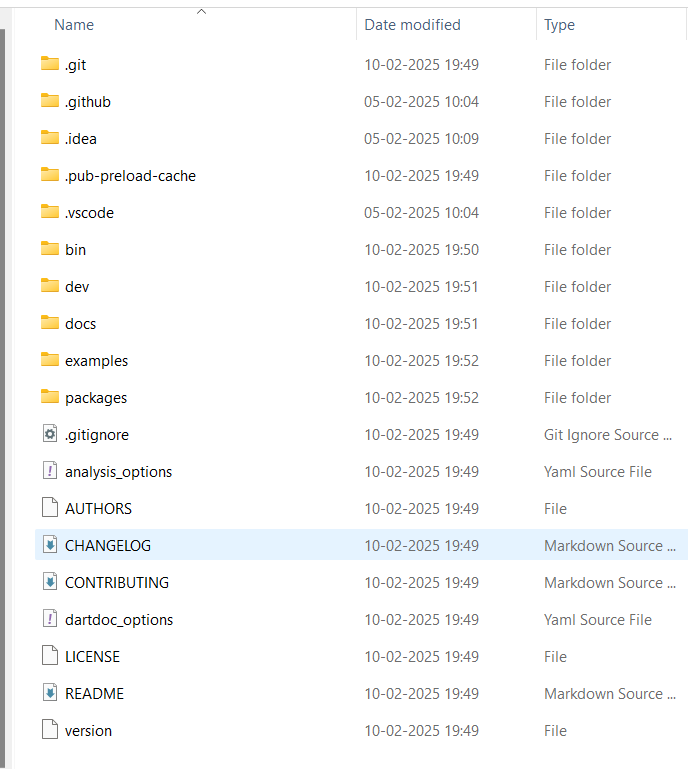 Name Date modified Type
.git 10-02-2025 19:49 File folder
.github 05-02-2025 10:04 File folder
.idea 05-02-2025 10:09 File folder
.pub-preload-cache 10-02-2025 19:49 File folder
.vscode 05-02-2025 10:04 File folder
bin 10-02-2025 19:50 File folder
dev 10-02-2025 19:51 File folder
docs 10-02-2025 19:51 File folder
examples 10-02-2025 19:52 File folder
packages 10-02-2025 19:52 File folder
.gitignore 10-02-2025 19:49 Git Ignore Source ...
analysis_options 10-02-2025 19:49 Yaml Source File
AUTHORS 10-02-2025 19:49 File
CHANGELOG 10-02-2025 19:49 Markdown Source ...
CONTRIBUTING 10-02-2025 19:49 Markdown Source ...
dartdoc_options 10-02-2025 19:49 Yaml Source File
LICENSE 10-02-2025 19:49 File
README 10-02-2025 19:49 Markdown Source ...
version 10-02-2025 19:49 File